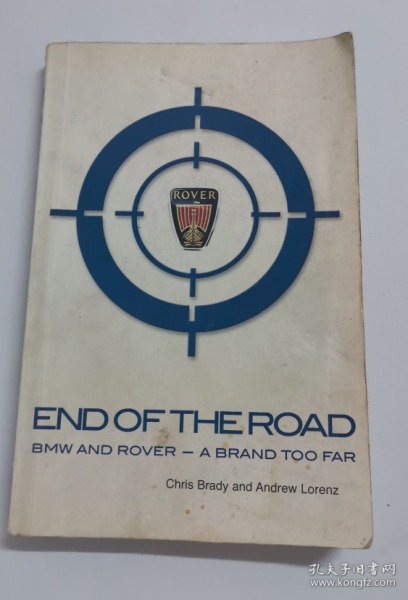 ROVER
END OF THE ROAD
BMW AND ROVER – A BRAND TOO FAR
Chris Brady and Andrew Lorenz
孔夫子旧书网
www.kongfz.com